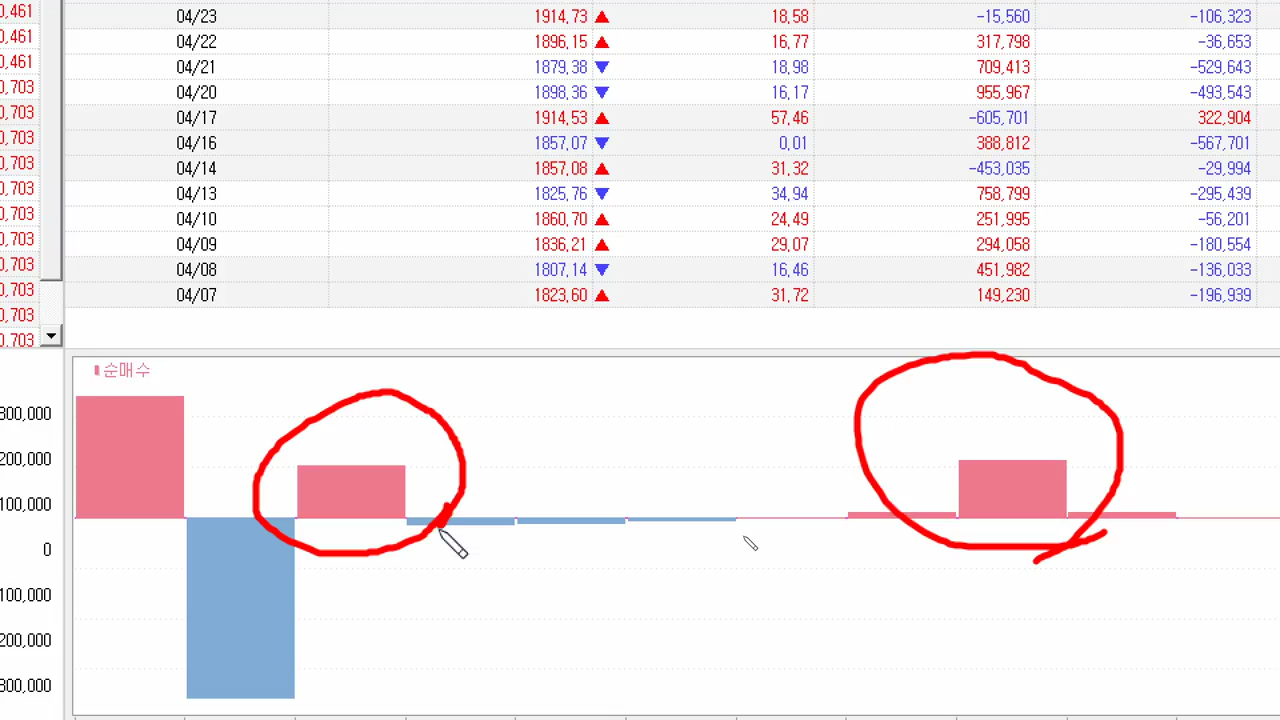 0,461
04/23 1914,73 ▲ 18,58 -15,560 -106,323
0,461
04/22 1896,15 ▲ 16,77 317,798 -36,653
0,461
04/21 1879,38 ▼ 18,98 709,413 -529,643
0,703
04/20 1898,36 ▼ 16,17 955,967 -493,543
0,703
04/17 1914,53 ▲ 57,46 -605,701 322,904
0,703
04/16 1857,07 ▼ 0,01 388,812 -567,701
0,703
04/14 1857,08 ▲ 31,32 -453,035 -29,994
0,703
04/13 1825,76 ▼ 34,94 758,799 -295,439
0,703
04/10 1860,70 ▲ 24,49 251,995 -56,201
0,703
04/09 1836,21 ▲ 29,07 294,058 -180,554
0,703
04/08 1807,14 ▼ 16,46 451,982 -136,033
0,703
04/07 1823,60 ▲ 31,72 149,230 -196,939
0,703
0,703
순매수
300,000
200,000
100,000
0
100,000
200,000
300,000